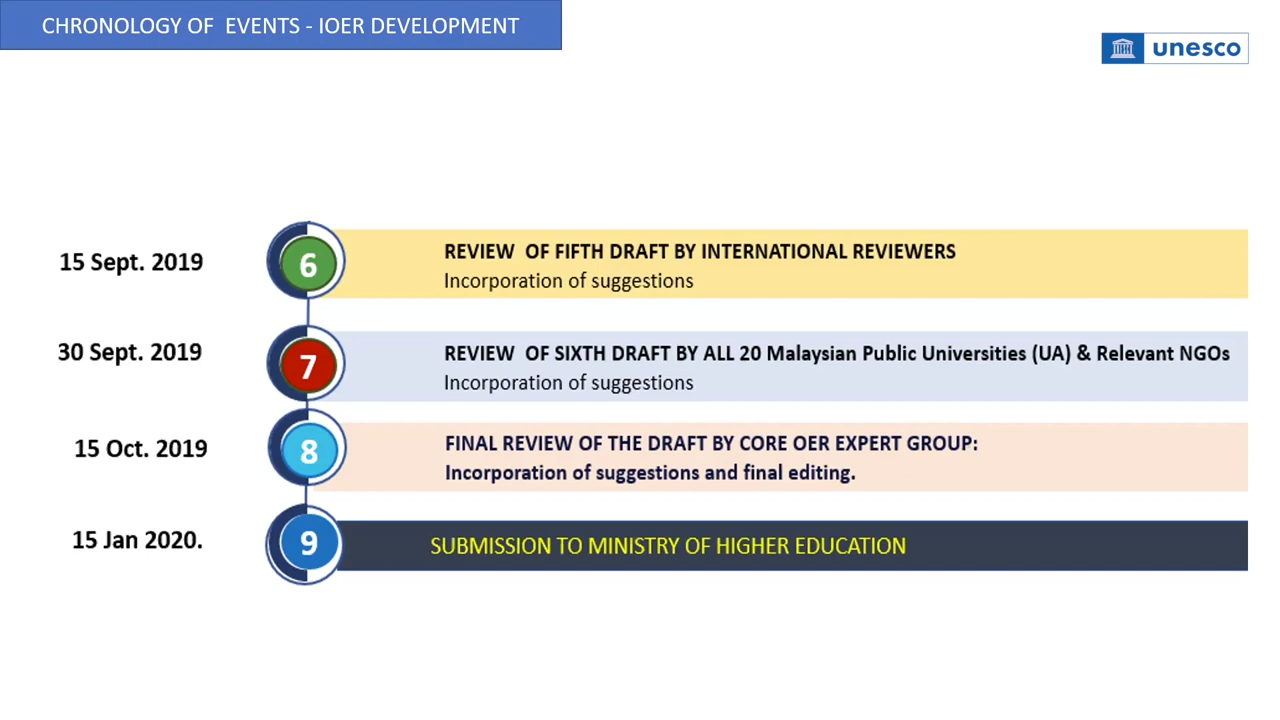 CHRONOLOGY OF EVENTS - IOER DEVELOPMENT
unesco
15 Sept. 2019
6
REVIEW OF FIFTH DRAFT BY INTERNATIONAL REVIEWERS
Incorporation of suggestions
30 Sept. 2019
7
REVIEW OF SIXTH DRAFT BY ALL 20 Malaysian Public Universities (UA) & Relevant NGOs
Incorporation of suggestions
15 Oct. 2019
8
FINAL REVIEW OF THE DRAFT BY CORE OER EXPERT GROUP:
Incorporation of suggestions and final editing.
15 Jan 2020.
9
SUBMISSION TO MINISTRY OF HIGHER EDUCATION